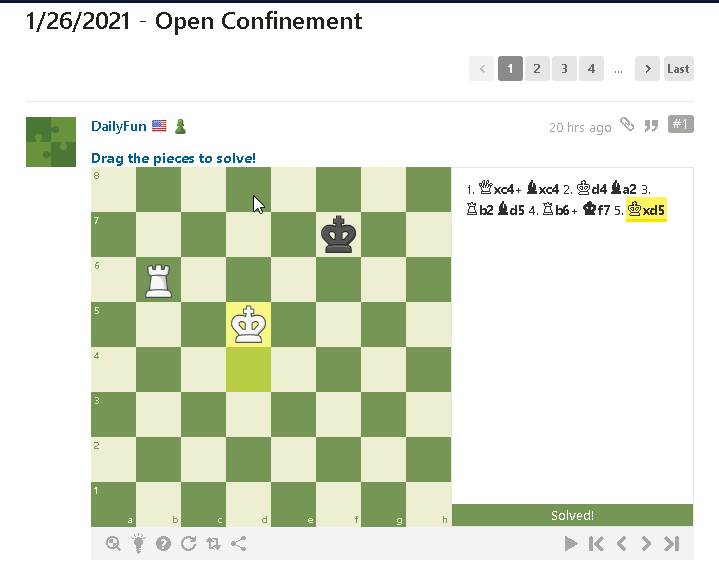 1/26/2021 - Open Confinement
< 1 2 3 4 ... > Last
DailyFun
20 hrs ago #1
Drag the pieces to solve!
1. ♕xc4+ ♝xc4 2. ♔d4 ♝a2 3.
♖b2 ♝d5 4. ♖b6+ ♚f7 5. ♔xd5
8
7
6
5
4
3
2
1
a b c d e f g h
Solved!